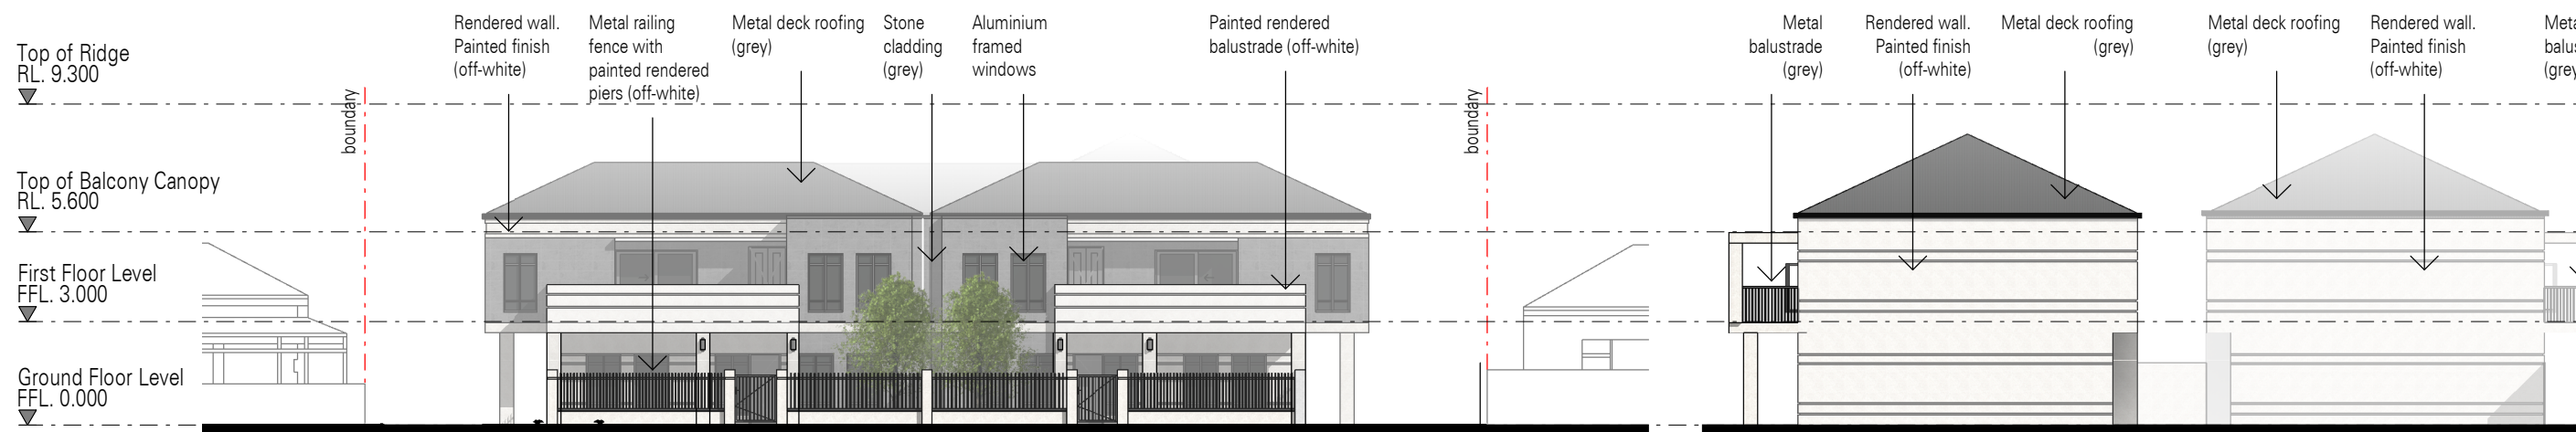 Top of Ridge
RL. 9.300
Top of Balcony Canopy
RL. 5.600
First Floor Level
FFL. 3.000
Ground Floor Level
FFL. 0.000
boundary
Rendered wall.
Painted finish
(off-white)
Metal railing
fence with
painted rendered
piers (off-white)
Metal deck roofing
(grey)
Stone
cladding
(grey)
Aluminium
framed
windows
Painted rendered
balustrade (off-white)
boundary
Metal
balustrade
(grey)
Rendered wall.
Painted finish
(off-white)
Metal deck roofing
(grey)
Metal deck roofing
(grey)
Rendered wall.
Painted finish
(off-white)